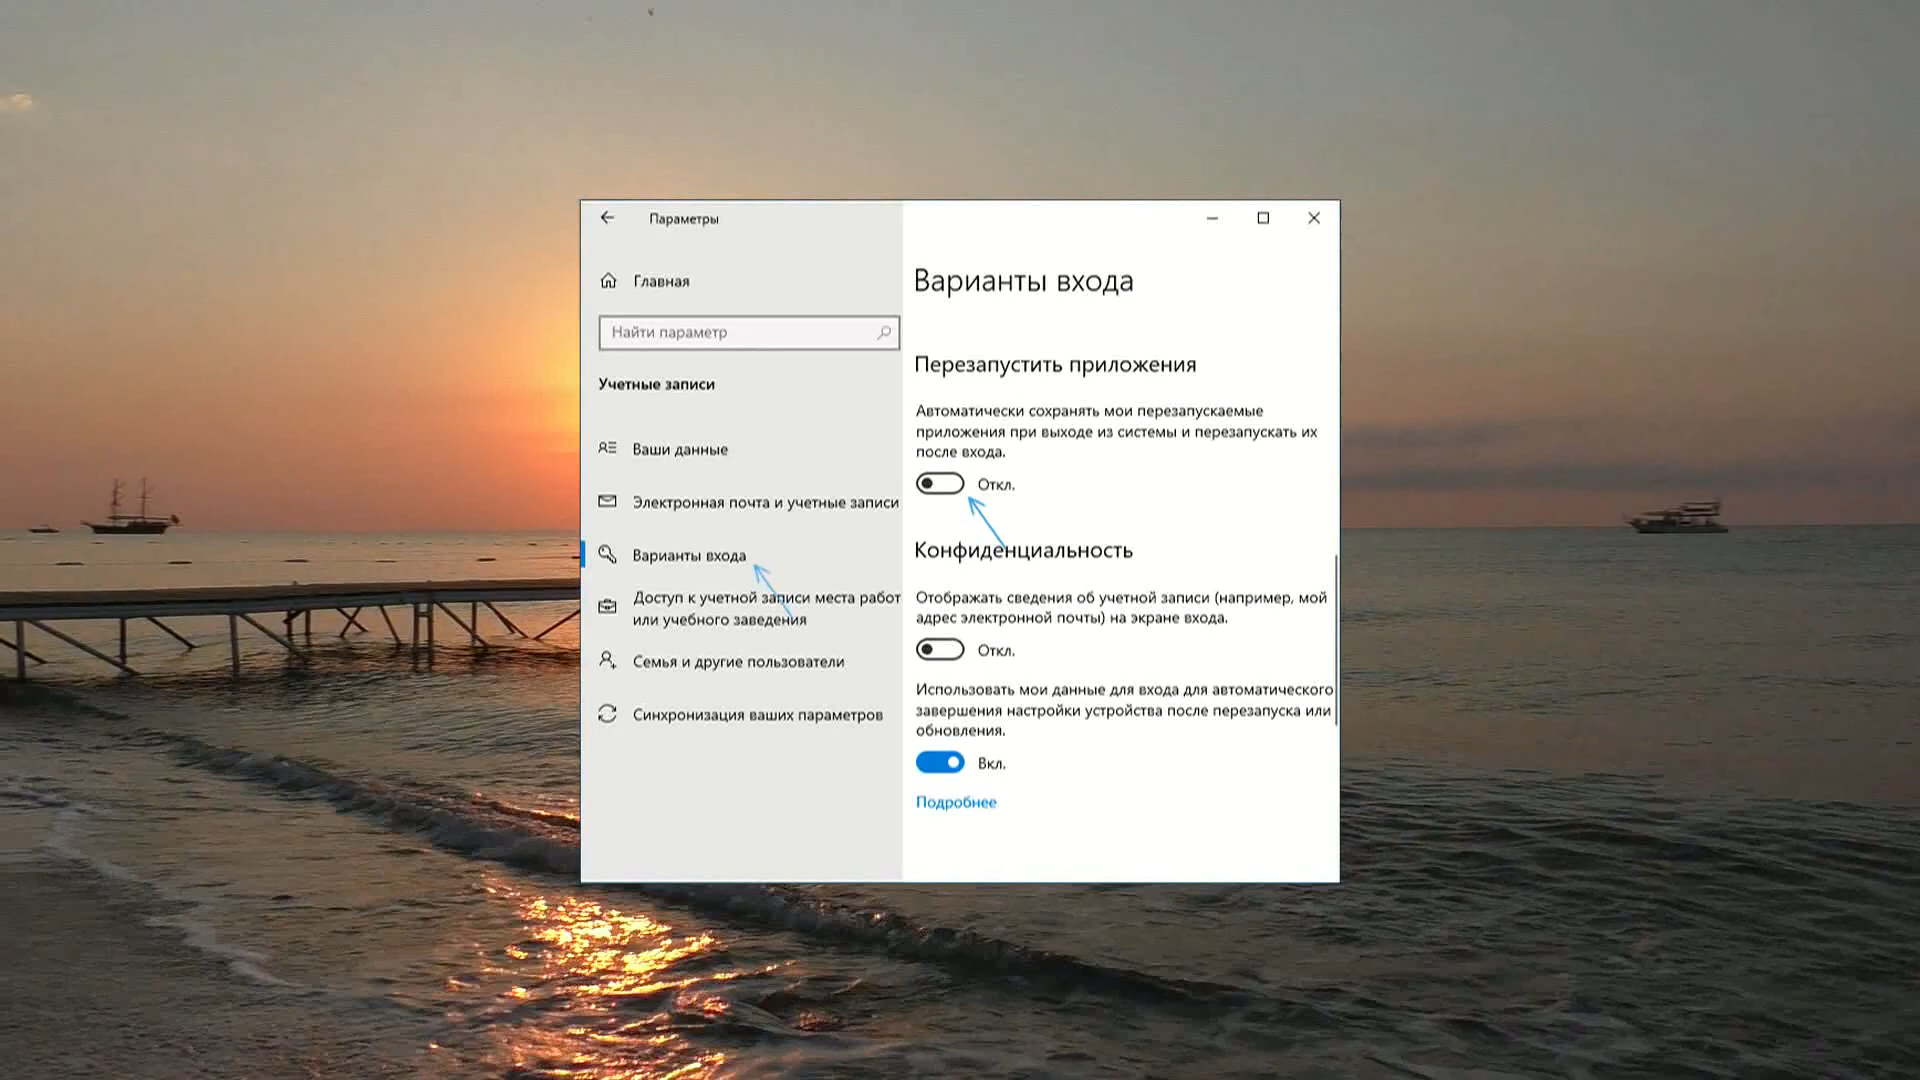 Параметры
Главная
Найти параметр
Учетные записи
Ваши данные
Электронная почта и учетные записи
Варианты входа
Доступ к учетной записи места работ
или учебного заведения
Семья и другие пользователи
Синхронизация ваших параметров
Варианты входа
Перезапустить приложения
Автоматически сохранять мои перезапускаемые
приложения при выходе из системы и перезапускать их
после входа.
Откл.
Конфиденциальность
Отображать сведения об учетной записи (например, мой
адрес электронной почты) на экране входа.
Откл.
Использовать мои данные для входа для автоматического
завершения настройки устройства после перезапуска или
обновления.
Вкл.
Подробнее